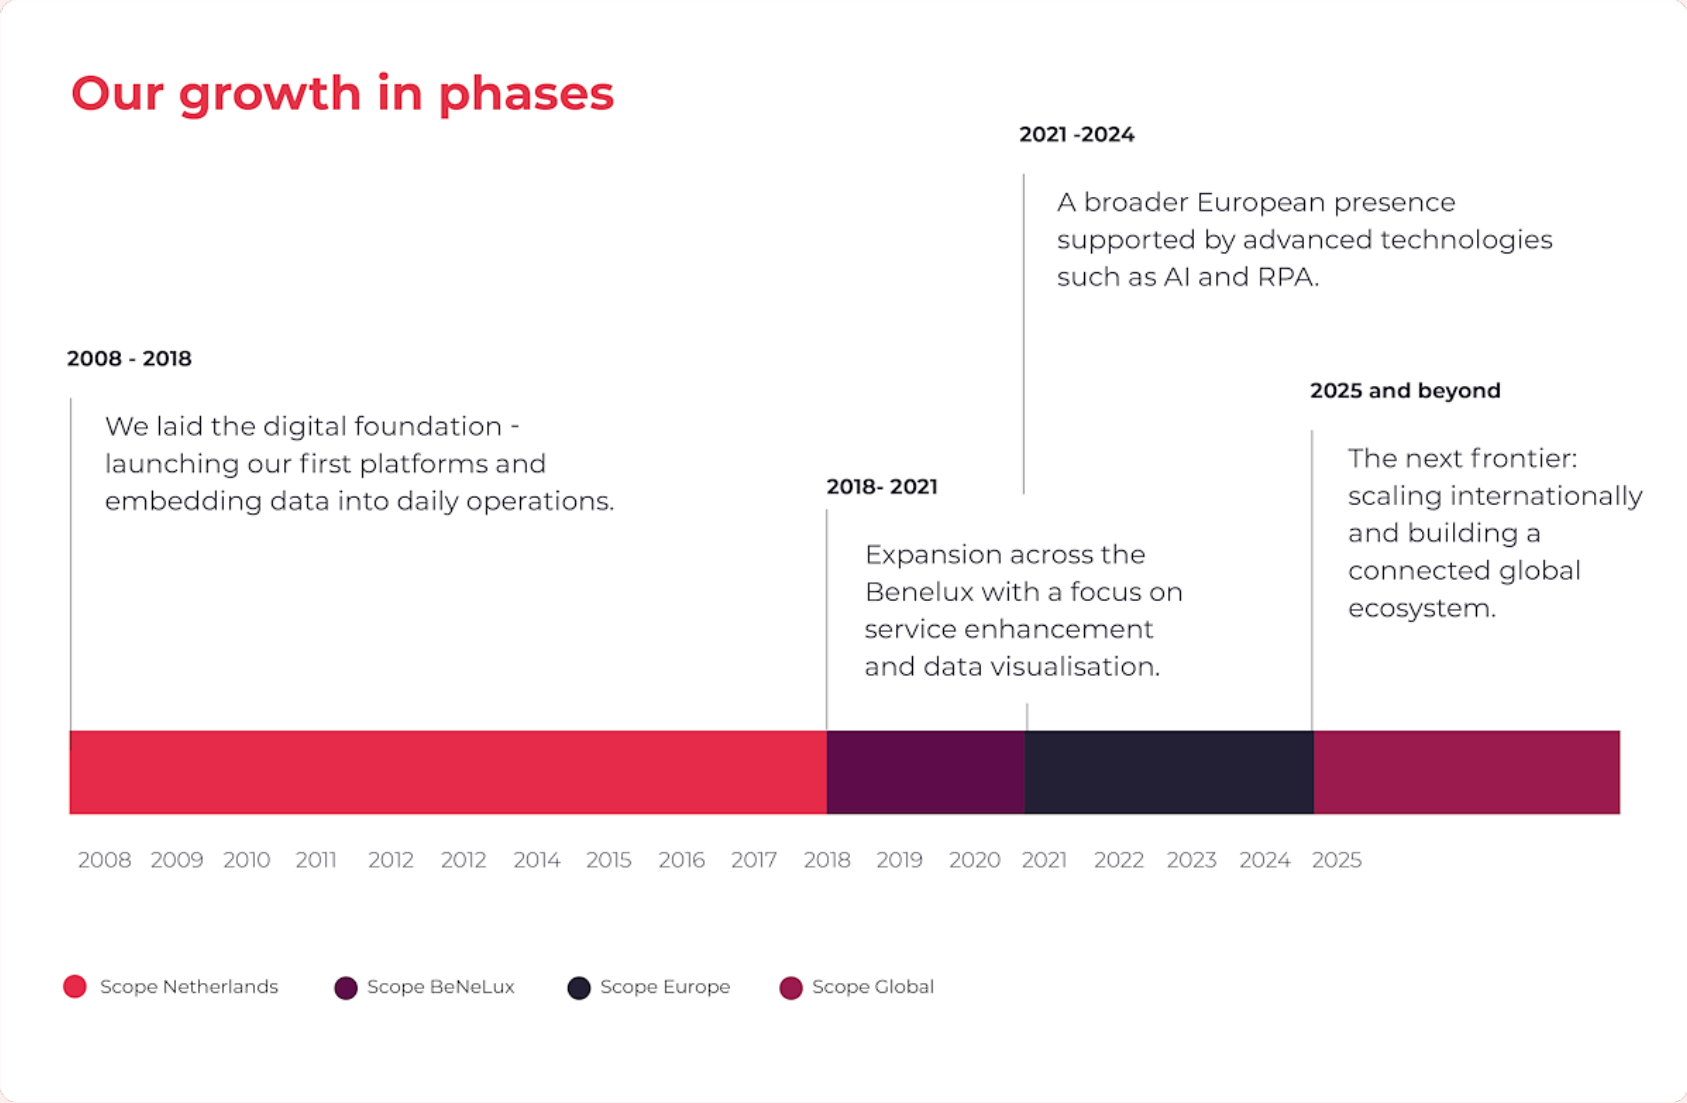 Our growth in phases
2021 -2024
A broader European presence
supported by advanced technologies
such as AI and RPA.
2008 - 2018
We laid the digital foundation -
launching our first platforms and
embedding data into daily operations.
2025 and beyond
The next frontier:
scaling internationally
and building a
connected global
ecosystem.
2018- 2021
Expansion across the
Benelux with a focus on
service enhancement
and data visualisation.
2008 2009 2010 2011 2012 2012 2014 2015 2016 2017 2018 2019 2020 2021 2022 2023 2024 2025
Scope Netherlands Scope BeNeLux Scope Europe Scope Global